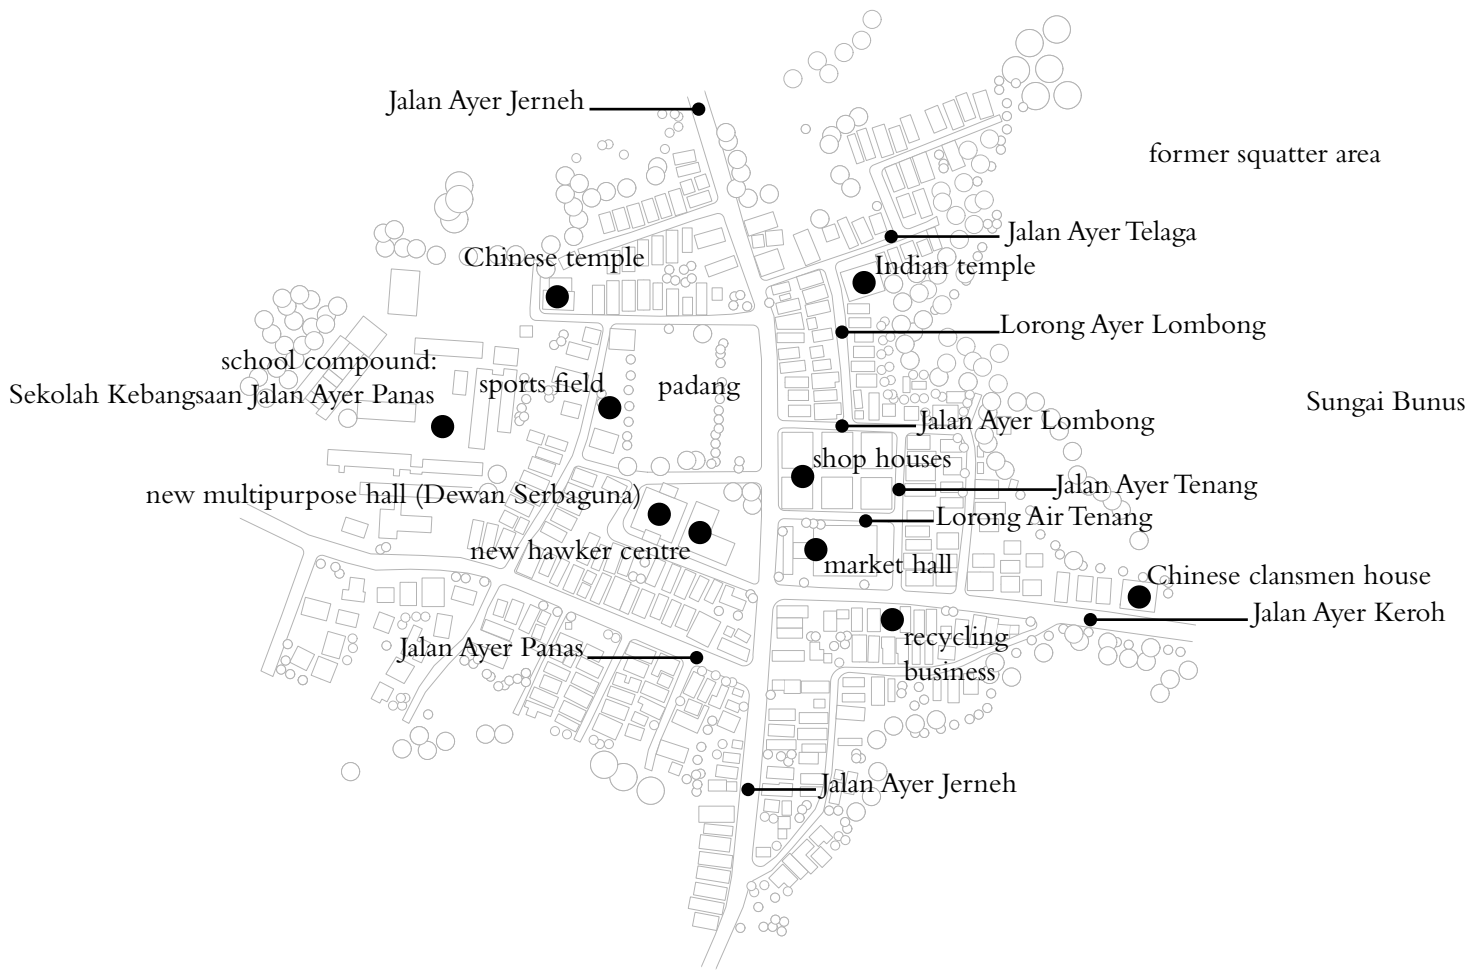 Jalan Ayer Jerneh
former squatter area
Jalan Ayer Telaga
Chinese temple
Indian temple
Lorong Ayer Lombong
school compound:
Sekolah Kebangsaan Jalan Ayer Panas
sports field
padang
Sungai Bunus
Jalan Ayer Lombong
shop houses
new multipurpose hall (Dewan Serbaguna)
Jalan Ayer Tenang
Lorong Air Tenang
new hawker centre
market hall
Chinese clansmen house
Jalan Ayer Keroh
recycling
business
Jalan Ayer Panas
Jalan Ayer Jerneh